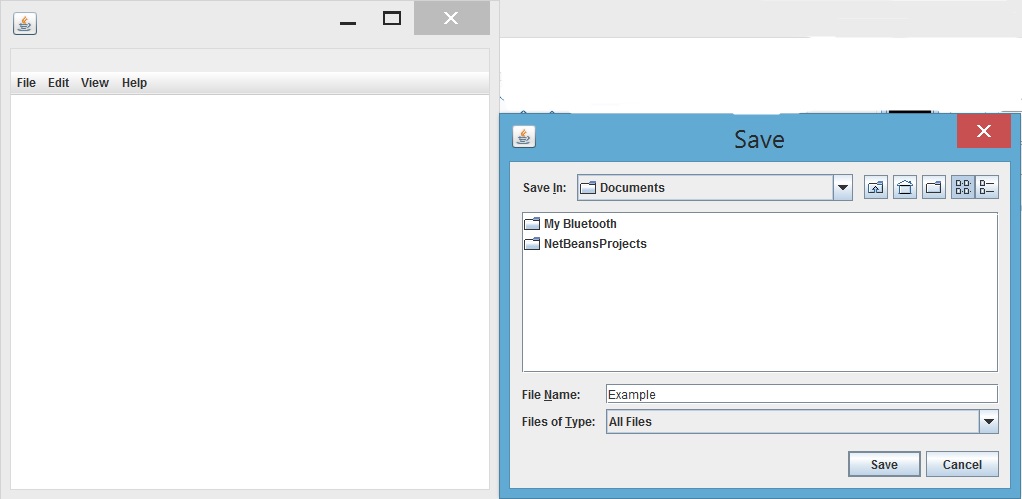 File Edit View Help
Save
Save In: Documents
My Bluetooth
NetBeansProjects
File Name: Example
Files of Type: All Files
Save Cancel